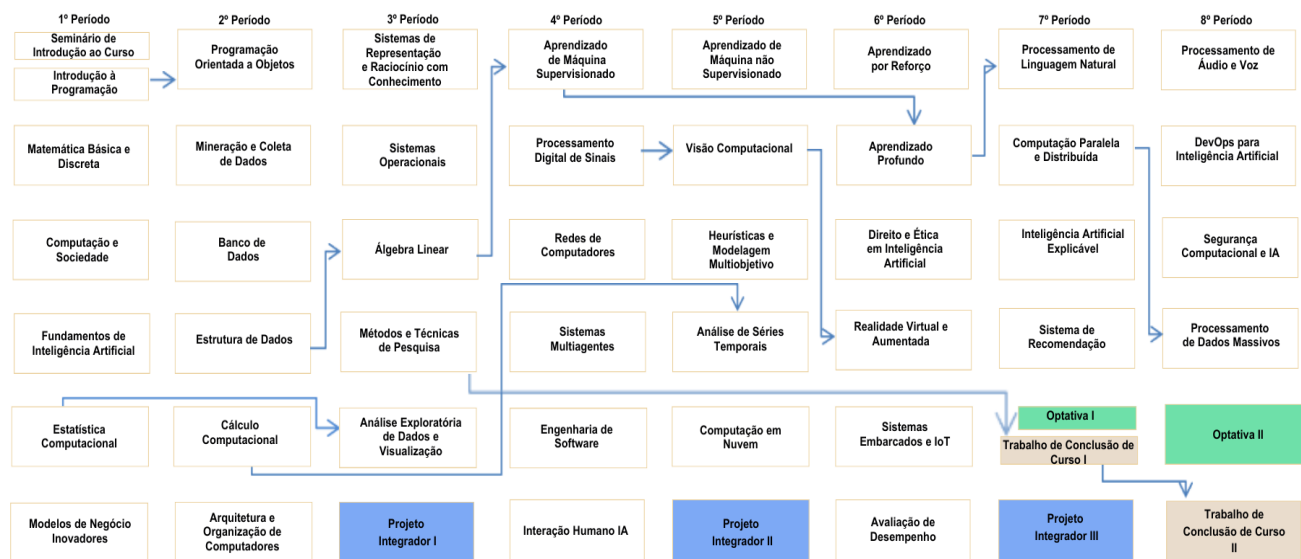 1º Período
2º Período
3º Período
4º Período
5º Período
6º Período
7º Período
8º Período
Seminário de
Introdução ao Curso
Introdução à
Programação
Programação
Orientada a Objetos
Sistemas de
Representação
e Raciocínio com
Conhecimento
Aprendizado
de Máquina
Supervisionado
Aprendizado de
Máquina não
Supervisionado
Aprendizado
por Reforço
Processamento de
Linguagem Natural
Processamento de
Áudio e Voz
Matemática Básica e
Discreta
Mineração e Coleta
de Dados
Sistemas
Operacionais
Processamento
Digital de Sinais
Visão Computacional
Aprendizado
Profundo
Computação Paralela
e Distribuída
DevOps para
Inteligência Artificial
Computação e
Sociedade
Banco de
Dados
Álgebra Linear
Redes de
Computadores
Heurísticas e
Modelagem
Multiobjetivo
Direito e Ética
em Inteligência
Artificial
Inteligência Artificial
Explicável
Segurança
Computacional e IA
Fundamentos de
Inteligência Artificial
Estrutura de Dados
Métodos e Técnicas
de Pesquisa
Sistemas
Multiagentes
Análise de Séries
Temporais
Realidade Virtual e
Aumentada
Sistema de
Recomendação
Processamento
de Dados Massivos
Estatística
Computacional
Cálculo
Computacional
Análise Exploratória
de Dados e
Visualização
Engenharia de
Software
Computação em
Nuvem
Sistemas
Embarcados e IoT
Optativa I
Trabalho de Conclusão de
Curso I
Optativa II
Modelos de Negócio
Inovadores
Arquitetura e
Organização de
Computadores
Projeto
Integrador I
Interação Humano IA
Projeto
Integrador II
Avaliação de
Desempenho
Projeto
Integrador III
Trabalho de
Conclusão de Curso
II